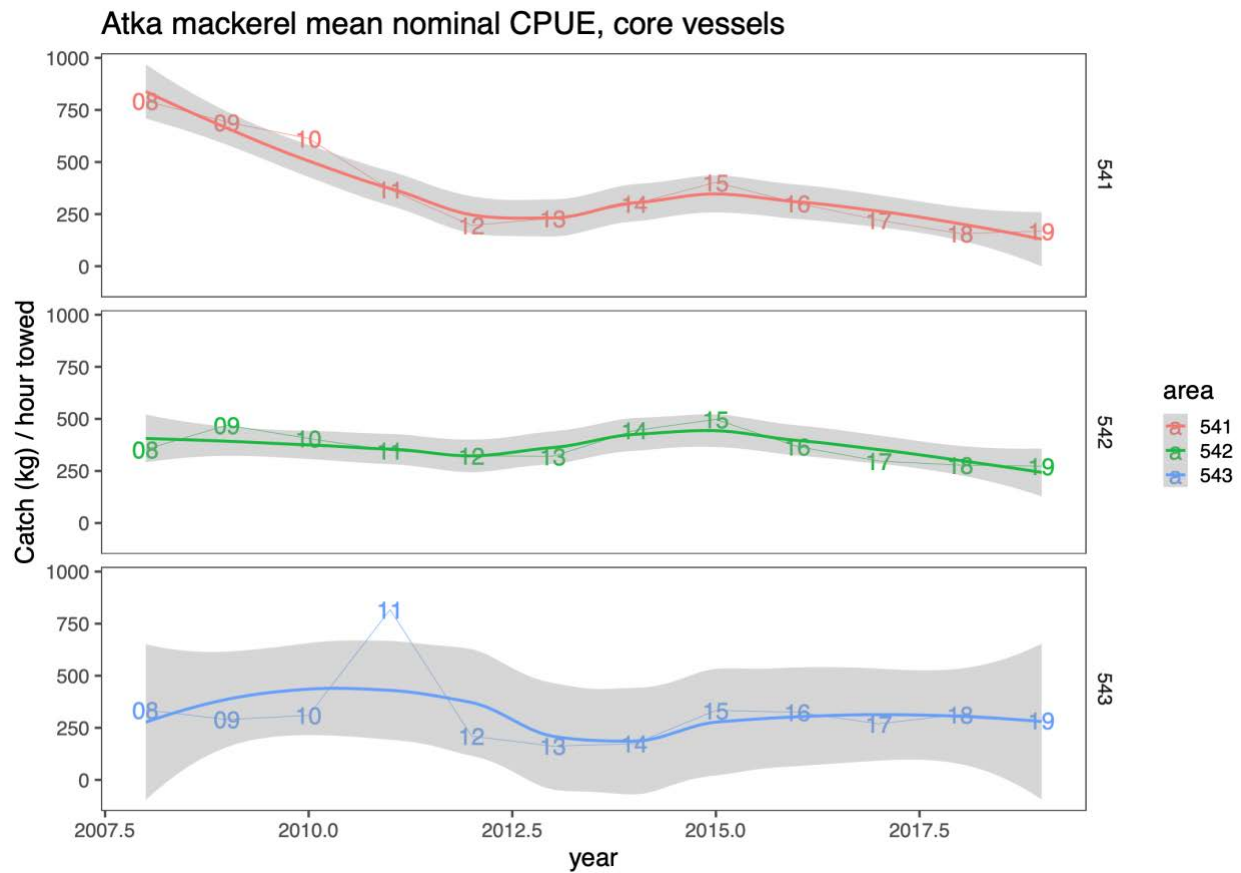 Atka mackerel mean nominal CPUE, core vessels
Catch (kg) / hour towed
1000
750
500
250
0
08 09 10 11 12 13 14 15 16 17 18 19
541
1000
750
500
250
0
08 09 10 11 12 13 14 15 16 17 18 19
542
1000
750
500
250
0
08 09 10 11 12 13 14 15 16 17 18 19
543
2007.5 2010.0 2012.5 2015.0 2017.5
year
area
a 541
a 542
a 543